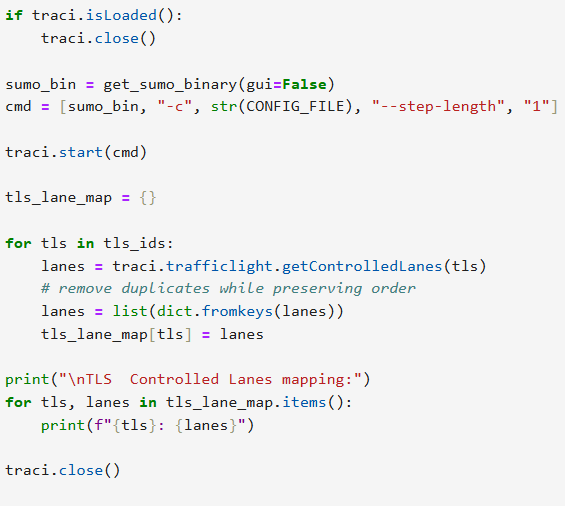 if traci.isLoaded():
    traci.close()

sumo_bin = get_sumo_binary(gui=False)
cmd = [sumo_bin, "-c", str(CONFIG_FILE), "--step-length", "1"]

traci.start(cmd)

tls_lane_map = {}

for tls in tls_ids:
    lanes = traci.trafficlight.getControlledLanes(tls)
    # remove duplicates while preserving order
    lanes = list(dict.fromkeys(lanes))
    tls_lane_map[tls] = lanes

print("\nTLS  Controlled Lanes mapping:")
for tls, lanes in tls_lane_map.items():
    print(f"{tls}: {lanes}")

traci.close()